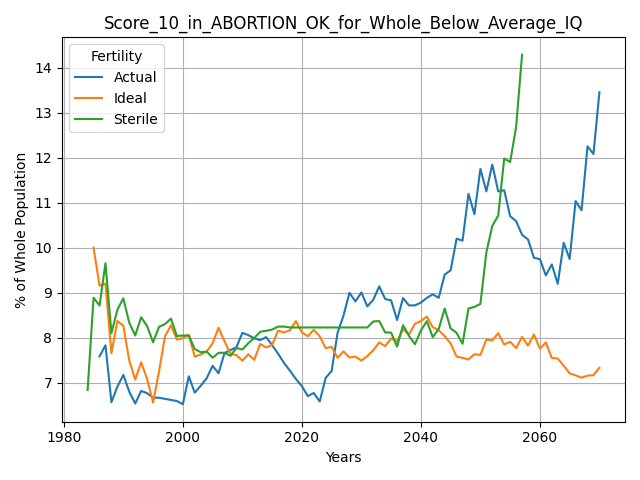 Score_10_in_ABORTION_OK_for_Whole_Below_Average_IQ
Fertility
Actual
Ideal
Sterile
% of Whole Population
14
13
12
11
10
9
8
7
1980
2000
2020
2040
2060
Years